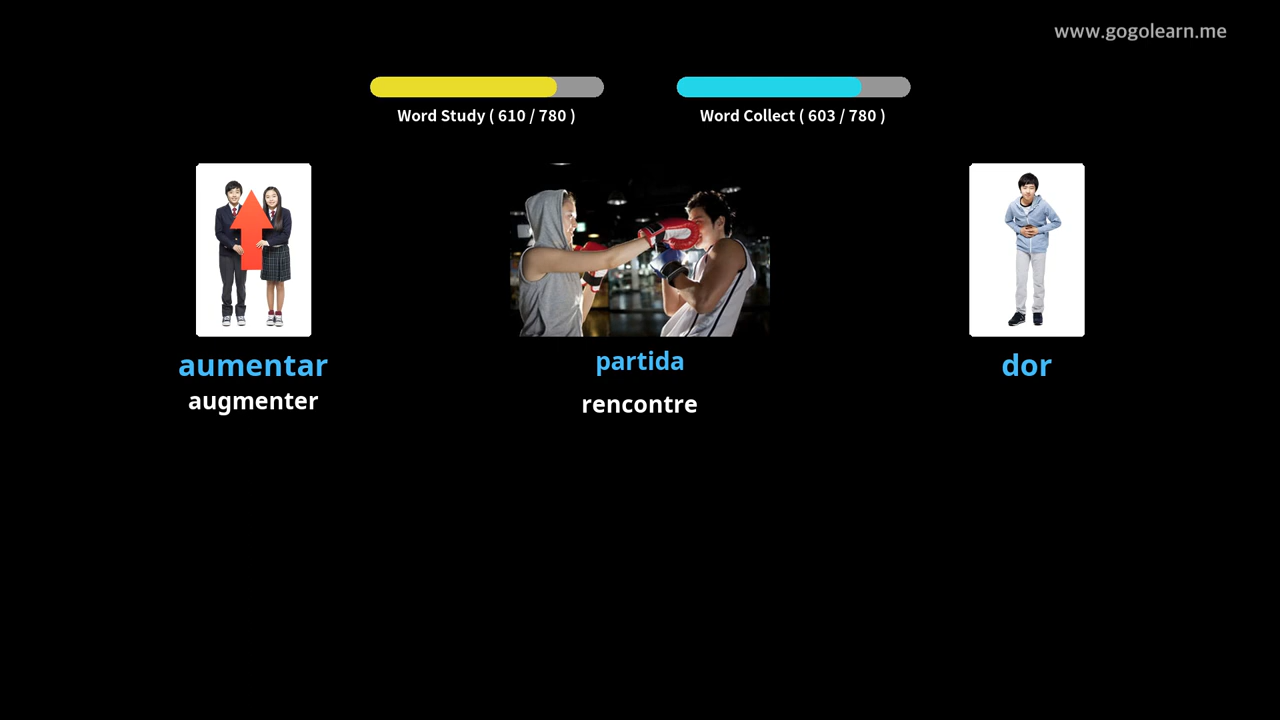 www.gogolearn.me
Word Study ( 610 / 780 )
Word Collect ( 603 / 780 )
aumentar
augmenter
partida
rencontre
dor